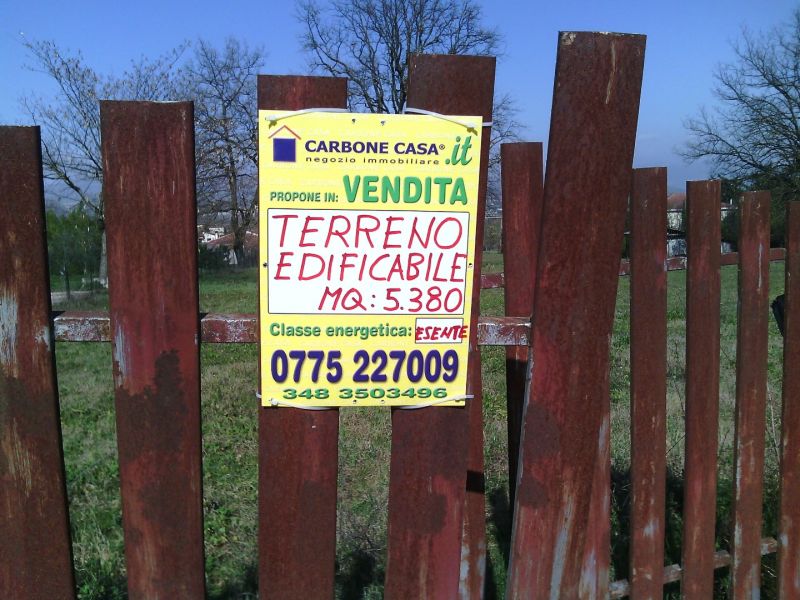 CARBONE CASA® .it
negozio immobiliare
PROPONE IN: VENDITA
TERRENO
EDIFICABILE
MQ: 5.380
Classe energetica: ESENTE
0775 227009
348 3503496